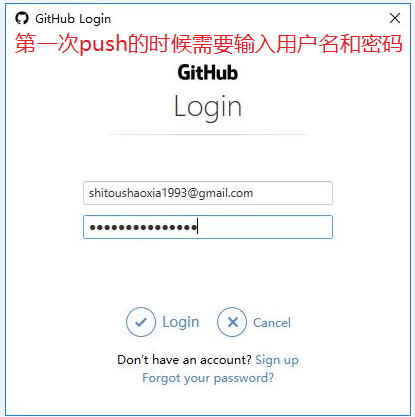 GitHub Login
第一次push的时候需要输入用户名和密码
GitHub
Login
shitoushaoxia1993@gmail.com
●●●●●●●●●●●●●●●
Login Cancel
Don't have an account? Sign up
Forgot your password?